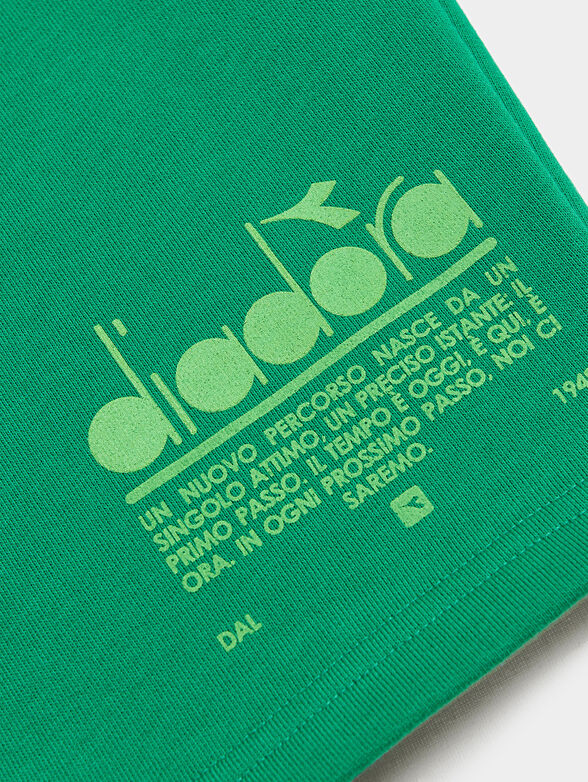 diadora
UN NUOVO PERCORSO NASCE DA UN
SINGOLO ATTIMO, UN PRECISO ISTANTE: IL
PRIMO PASSO. IL TEMPO È OGGI, È QUI, È
ORA. IN OGNI PROSSIMO PASSO, NOI CI
SAREMO.
DAL